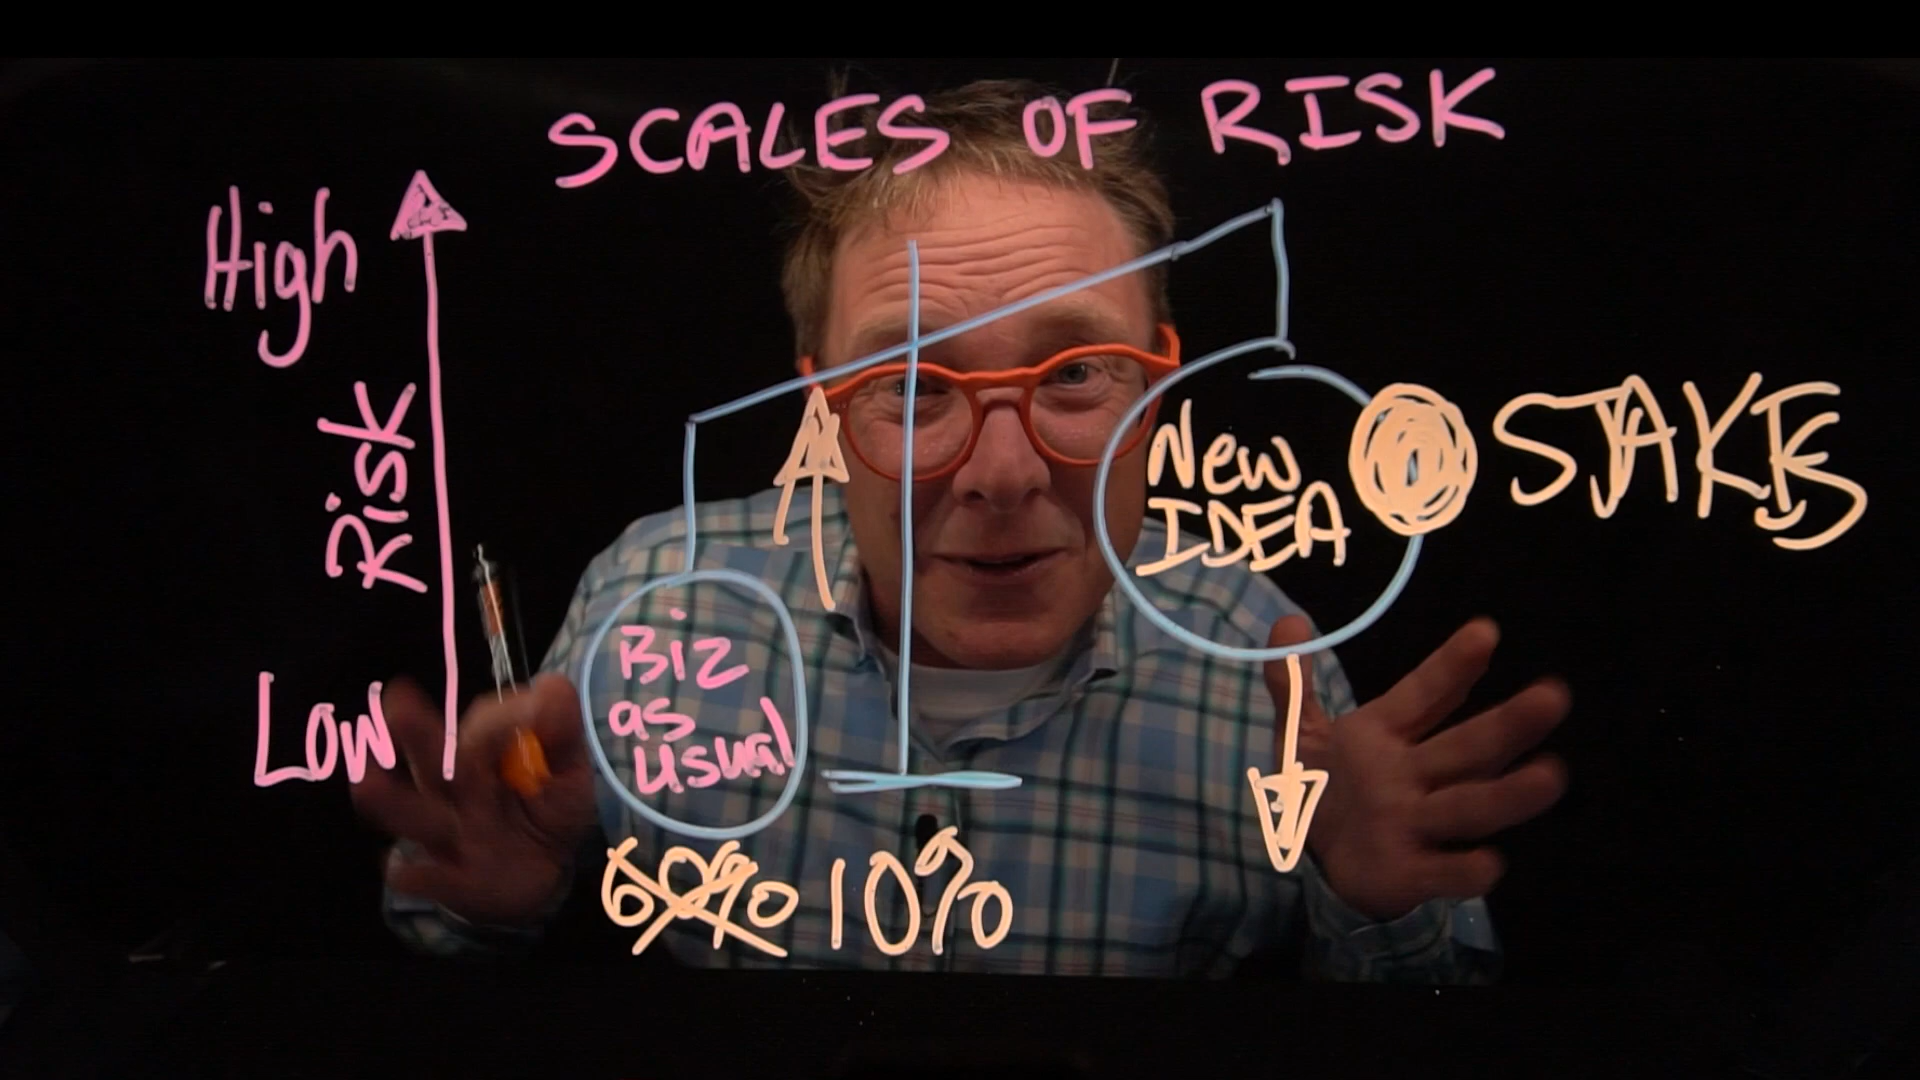 SCALES OF RISK
High
Risk
Low
New
IDEA
STAKES
Biz
as
usual
60% 10%